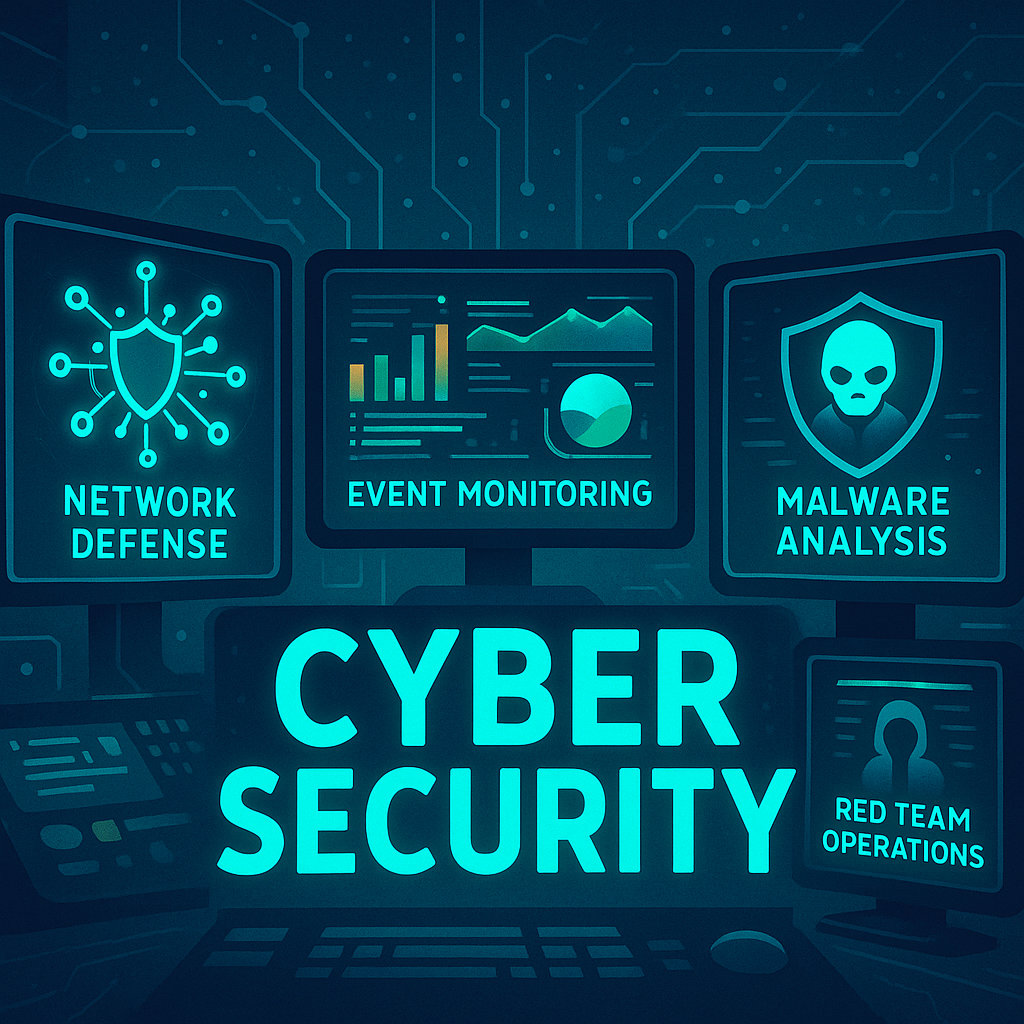 NETWORK
DEFENSE
EVENT MONITORING
MALWARE
ANALYSIS
CYBER
SECURITY
RED TEAM
OPERATIONS